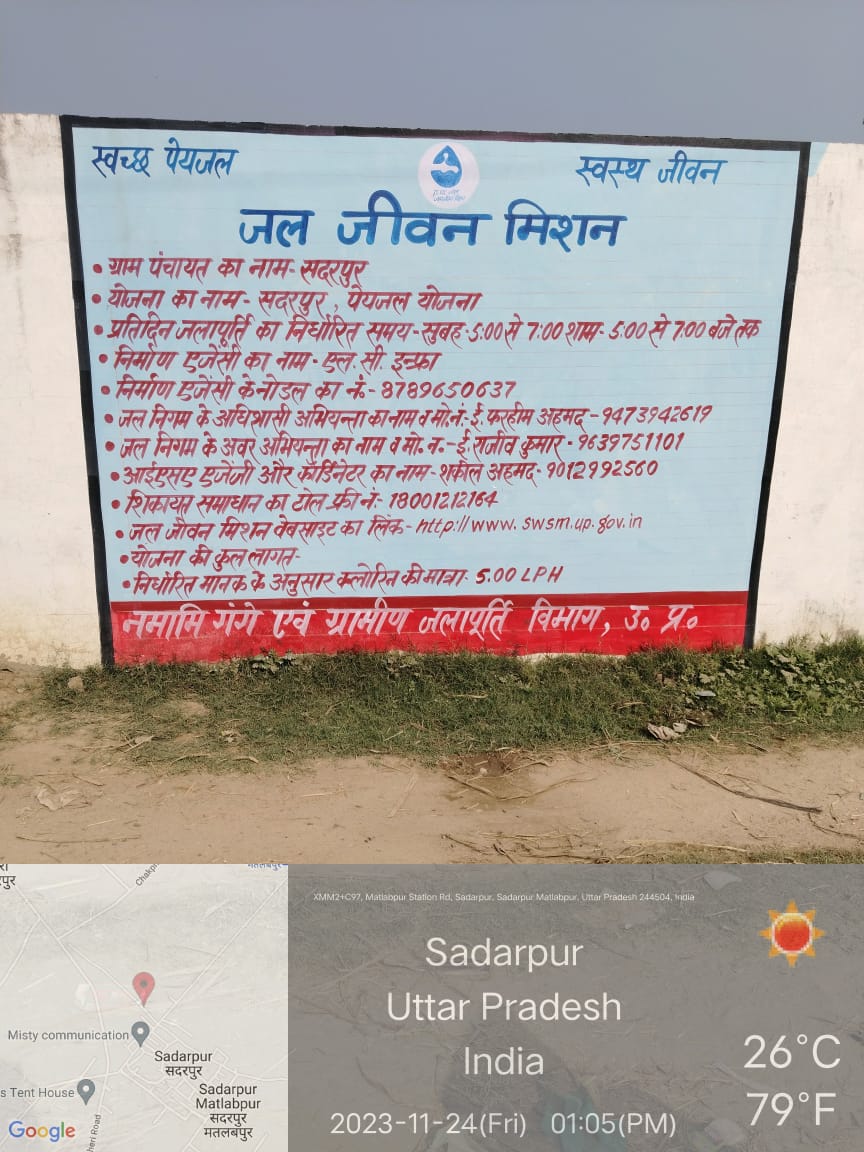 स्वच्छ पेयजल
स्वस्थ जीवन
जल जीवन मिशन
• ग्राम पंचायत का नाम- सदरपुर
• योजना का नाम- सदरपुर, पेयजल योजना
• प्रतिदिन जलापूर्ति का निर्धारित समय- सुबह-5:00 से 7:00 शाम- 5:00 से 7:00 बजे तक
• निर्माण एजेंसी का नाम- एल. सी. इन्फ्रा
• निर्माण एजेंसी के नोडल का नं.- 8789650637
• जल निगम के अधिशासी अभियन्ता का नाम व मो.नं.-ई. फरहीम अहमद - 9473942619
• जल निगम के अवर अभियन्ता का नाम व मो. न.-ई. राजीव कुमार - 9639751101
• आईएसए एजेंजी और कॉर्डिनेटर का नाम- शकील अहमद- 9012992560
• शिकायत समाधान का टोल फ्री नं- 18001212164
• जल जीवन मिशन वेबसाइट का लिंक- http://www.swsm.up.gov.in
• योजना की कुल लागत-
• निर्धारित मानक के अनुसार क्लोरिन की मात्रा- 5.00 LPH
नमामि गंगे एवं ग्रामीण जलापूर्ति विभाग, उ० प्र०
XMM2+C97, Matlabpur Station Rd, Sadarpur, Sadarpur Matlabpur, Uttar Pradesh 244504, India
Sadarpur
Uttar Pradesh
India
2023-11-24(Fri) 01:05(PM)
26°C
79°F
Misty communication
Sadarpur
सदरपुर
s Tent House
Sadarpur
Matlabpur
सदरपुर
मतलबपुर
Google